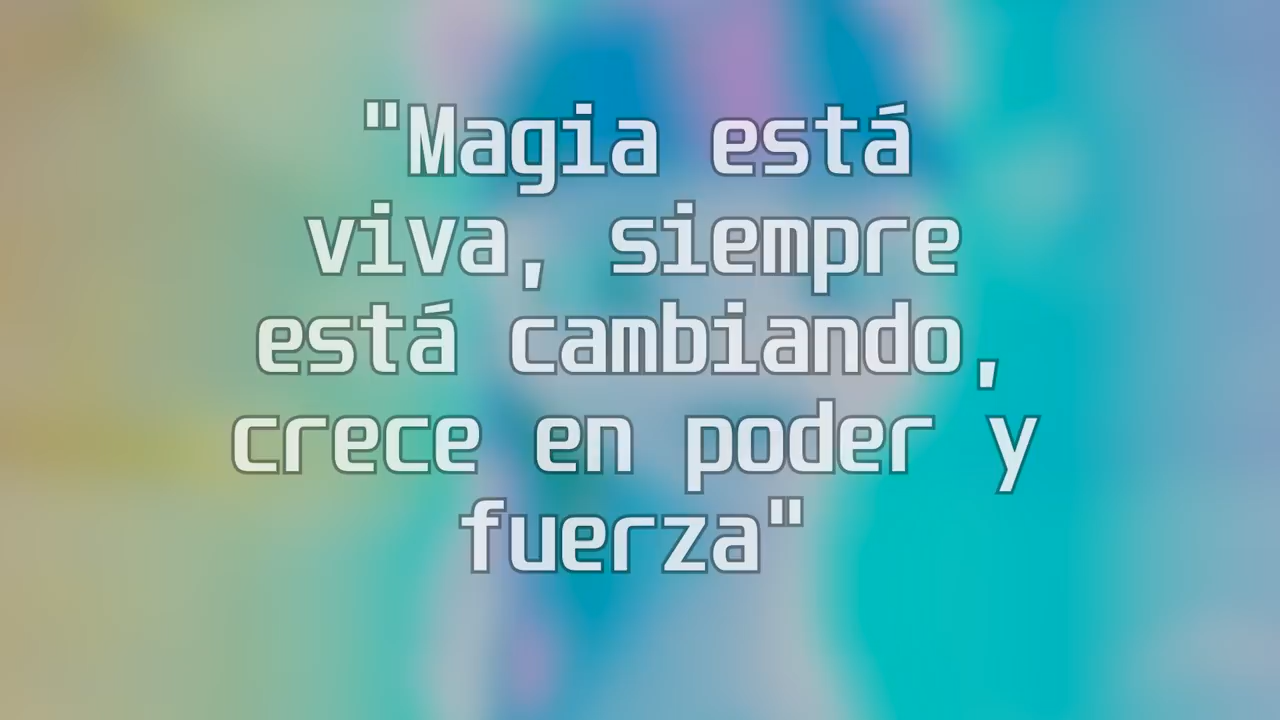 "Magia está
viva, siempre
está cambiando,
crece en poder y
fuerza"